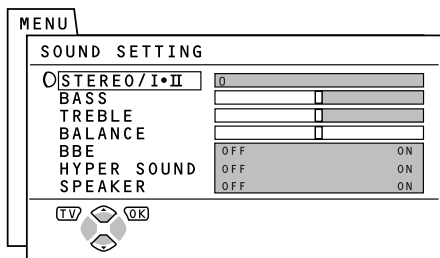 MENU
SOUND SETTING
STEREO/I•II 0
BASS
TREBLE
BALANCE
BBE OFF ON
HYPER SOUND OFF ON
SPEAKER OFF ON
TV OK